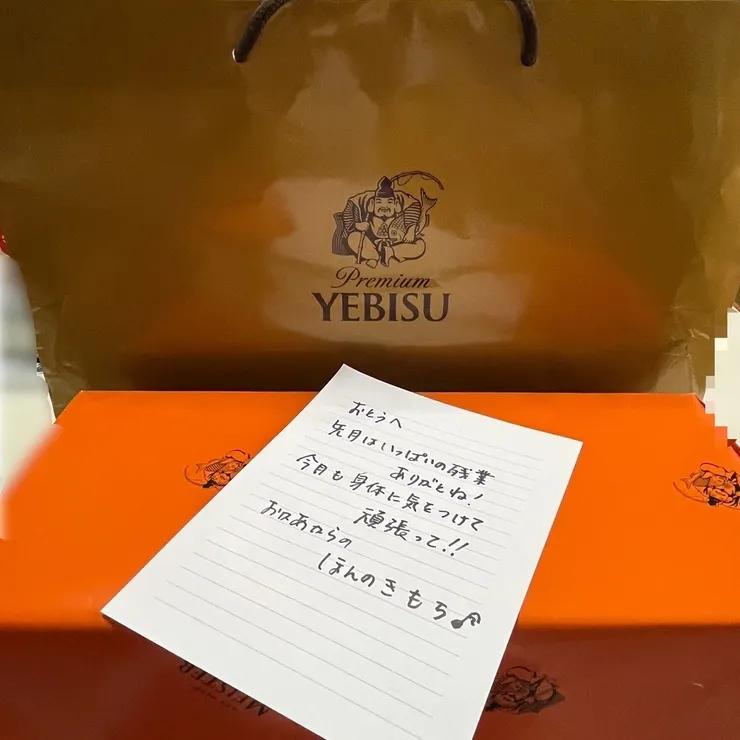 Premium
YEBISU
おとうへ
先月はいっぱいの残業
ありがとね!
今月も身体に気をつけて
頑張って!!
おかあからの
ほんのきもち♪
MEISTER